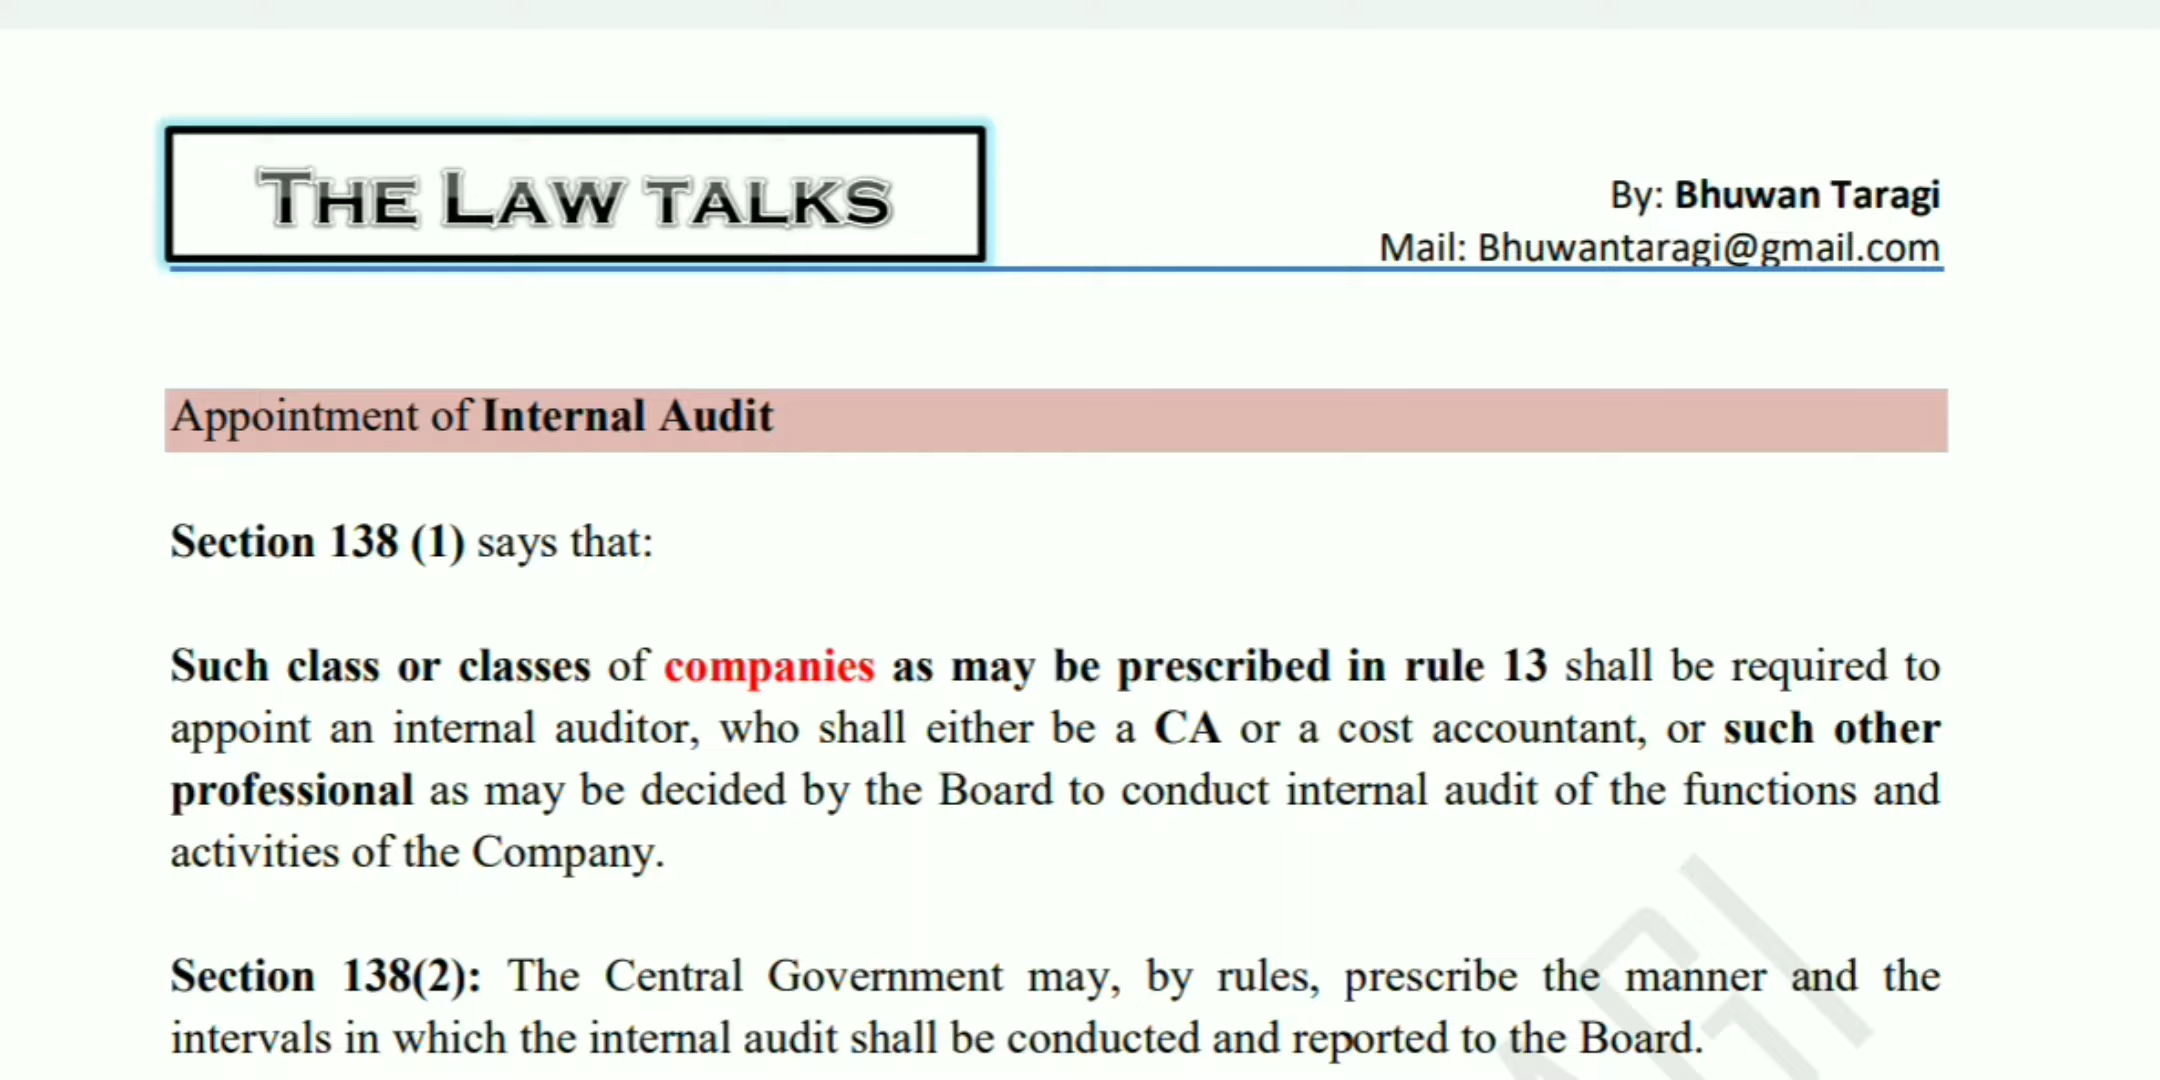 THE LAW TALKS
By: Bhuwan Taragi
Mail: Bhuwantaragi@gmail.com
Appointment of Internal Audit
Section 138 (1) says that:
Such class or classes of companies as may be prescribed in rule 13 shall be required to
appoint an internal auditor, who shall either be a CA or a cost accountant, or such other
professional as may be decided by the Board to conduct internal audit of the functions and
activities of the Company.
Section 138(2): The Central Government may, by rules, prescribe the manner and the
intervals in which the internal audit shall be conducted and reported to the Board.